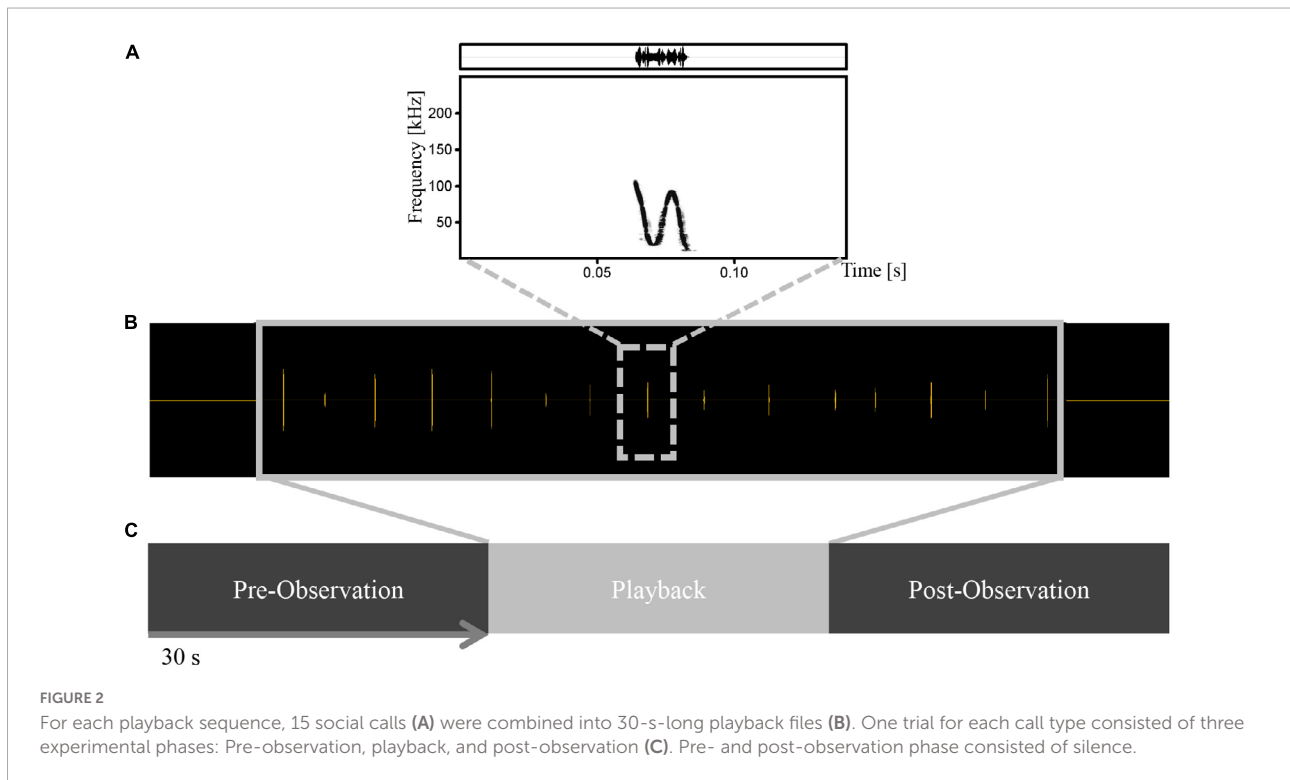 A
Frequency [kHz]
200
150
100
50
0.05 0.10 Time [s]
B
C
Pre-Observation Playback Post-Observation
30 s
FIGURE 2
For each playback sequence, 15 social calls (A) were combined into 30-s-long playback files (B). One trial for each call type consisted of three
experimental phases: Pre-observation, playback, and post-observation (C). Pre- and post-observation phase consisted of silence.